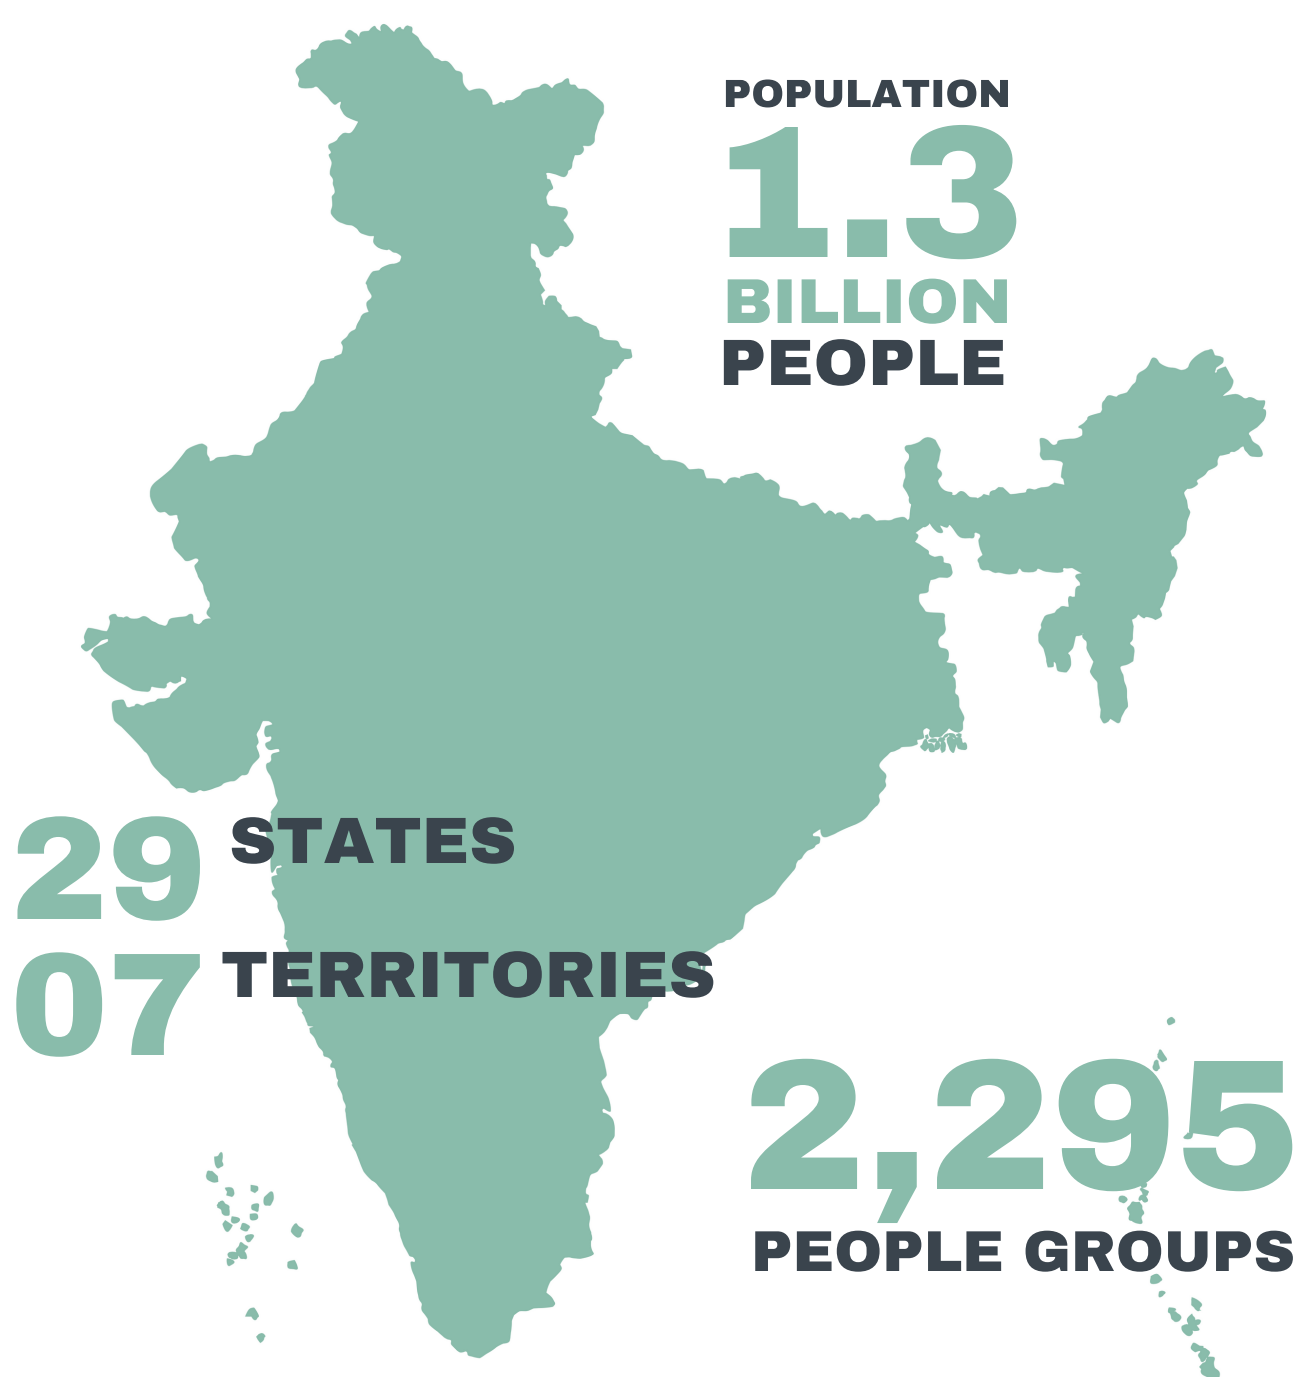 POPULATION
1.3
BILLION
PEOPLE
29 STATES
07 TERRITORIES
2,295
PEOPLE GROUPS